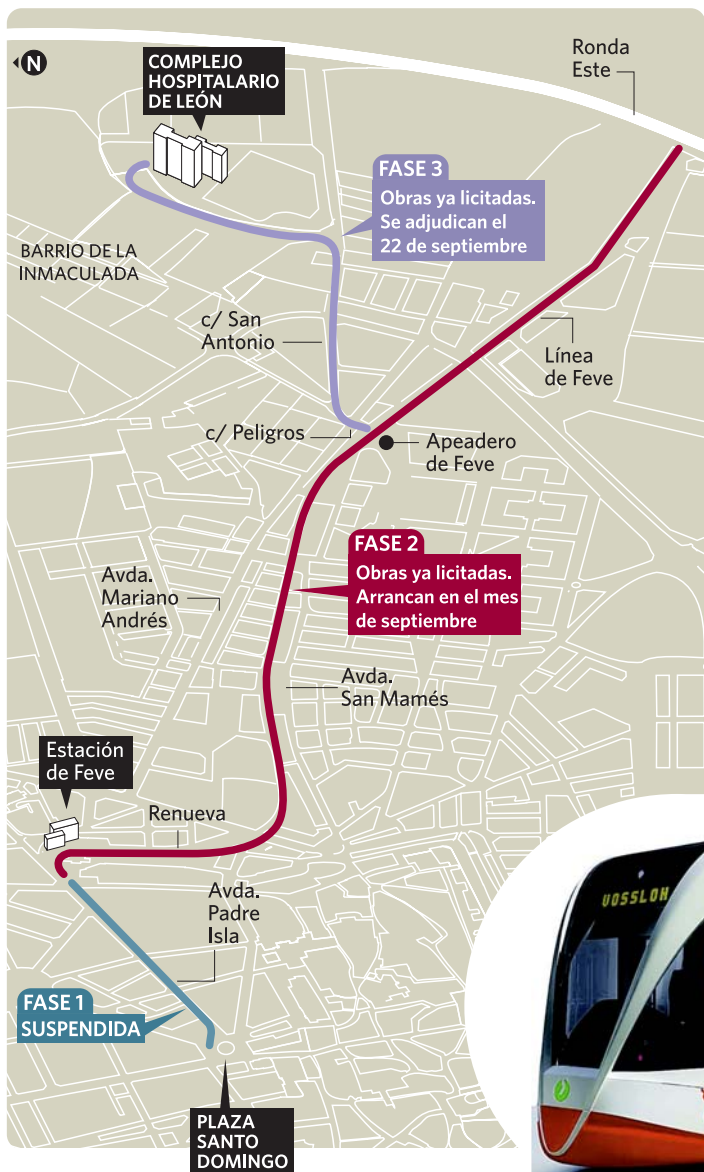 N
COMPLEJO
HOSPITALARIO
DE LEÓN
Ronda
Este
FASE 3
Obras ya licitadas.
Se adjudican el
22 de septiembre
BARRIO DE LA
INMACULADA
c/ San
Antonio
Línea
de Feve
c/ Peligros
Apeadero
de Feve
FASE 2
Obras ya licitadas.
Arrancan en el mes
de septiembre
Avda.
Mariano
Andrés
Avda.
San Mamés
Estación
de Feve
Renueva
Avda.
Padre
Isla
VOSSLOH
FASE 1
SUSPENDIDA
PLAZA
SANTO
DOMINGO